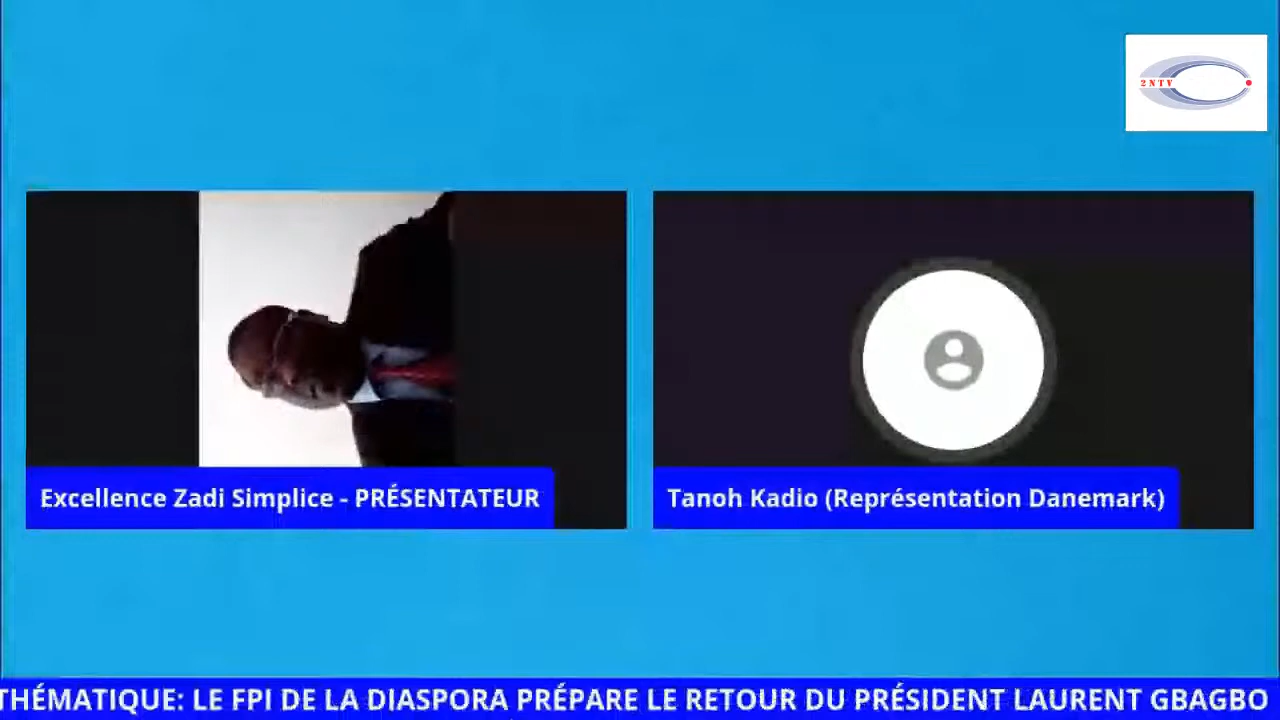 2NTV
Excellence Zadi Simplice - PRÉSENTATEUR
Tanoh Kadio (Représentation Danemark)
THÉMATIQUE: LE FPI DE LA DIASPORA PRÉPARE LE RETOUR DU PRÉSIDENT LAURENT GBAGBO